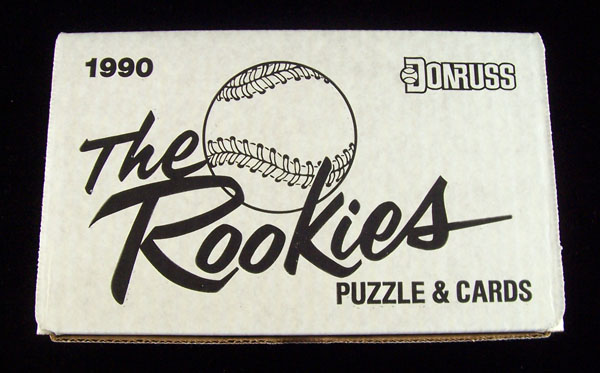 1990
DONRUSS
The
Rookies
PUZZLE & CARDS